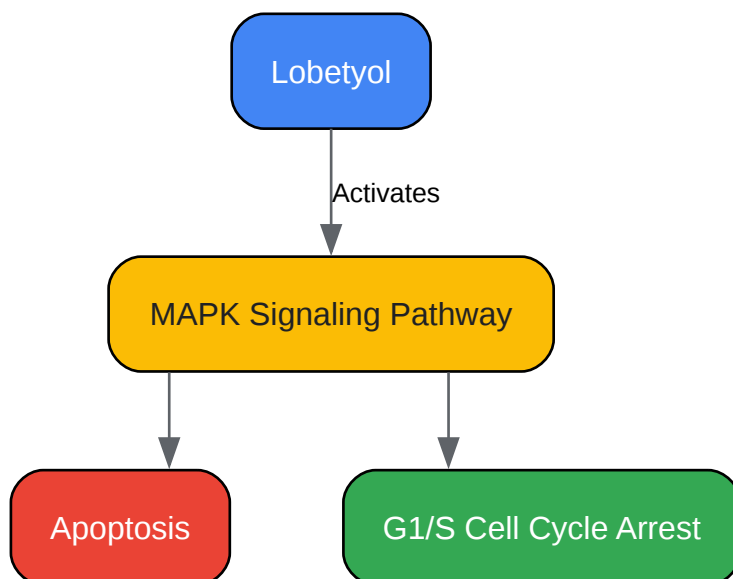 Lobetyol
Activates
MAPK Signaling Pathway
Apoptosis
G1/S Cell Cycle Arrest